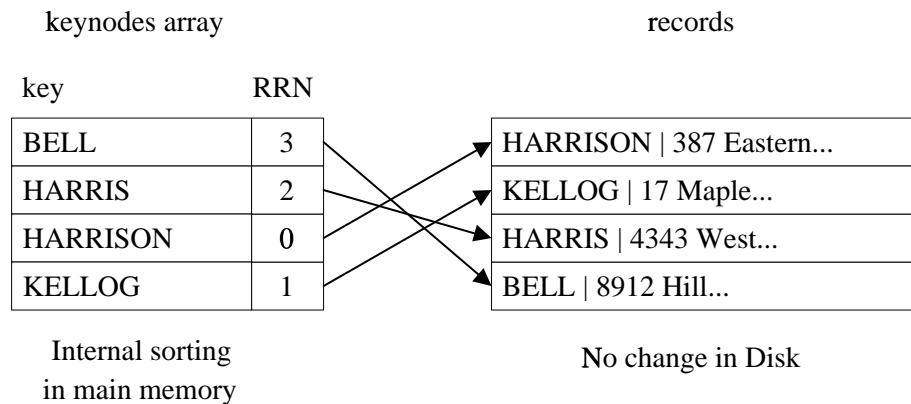 keynodes array records
key RRN
BELL 3 HARRISON | 387 Eastern...
HARRIS 2 KELLOG | 17 Maple...
HARRISON 0 HARRIS | 4343 West...
KELLOG 1 BELL | 8912 Hill...
Internal sorting No change in Disk
in main memory